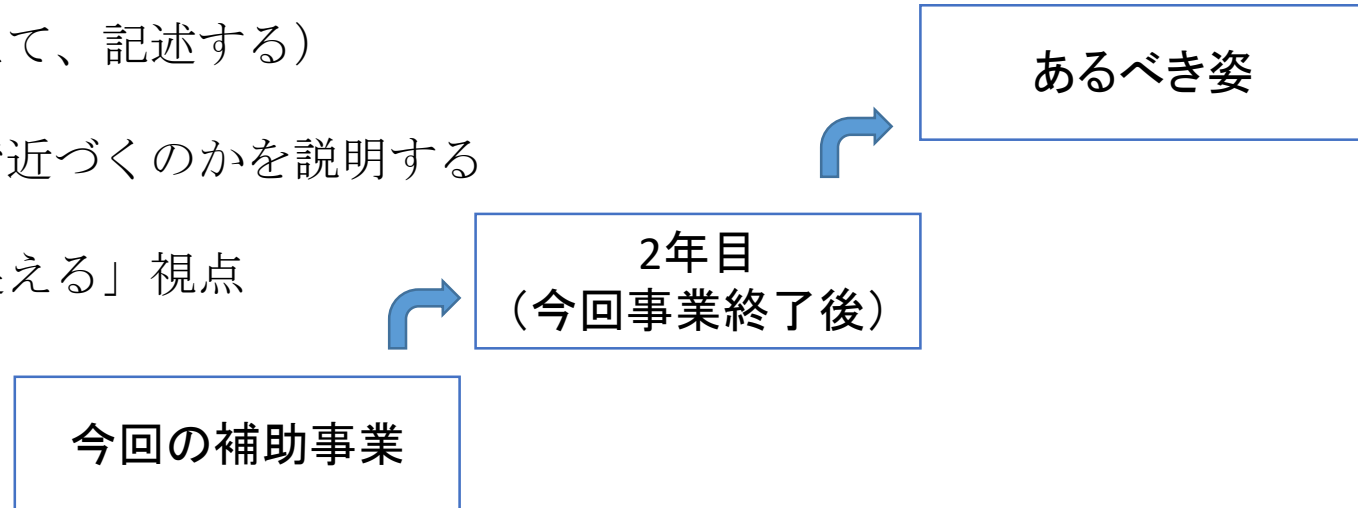 て、記述する）
あるべき姿
近づくのかを説明する
2年目
（今回事業終了後）
える」視点
今回の補助事業